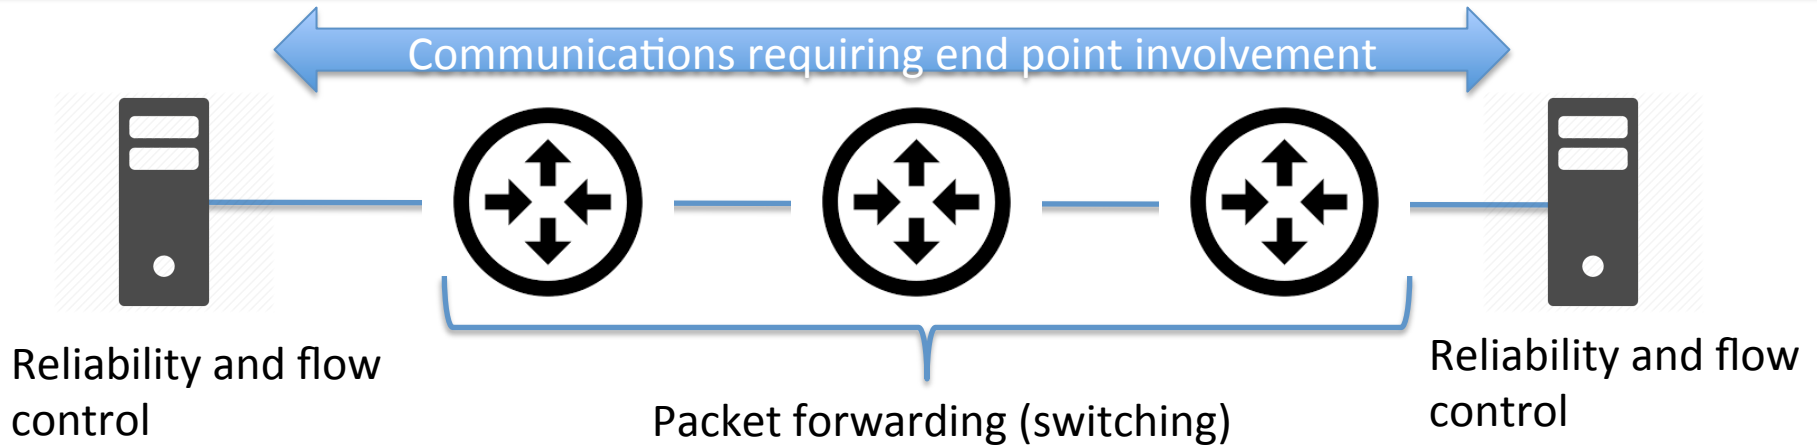 Communications requiring end point involvement
Reliability and flow
control
Packet forwarding (switching)
Reliability and flow
control